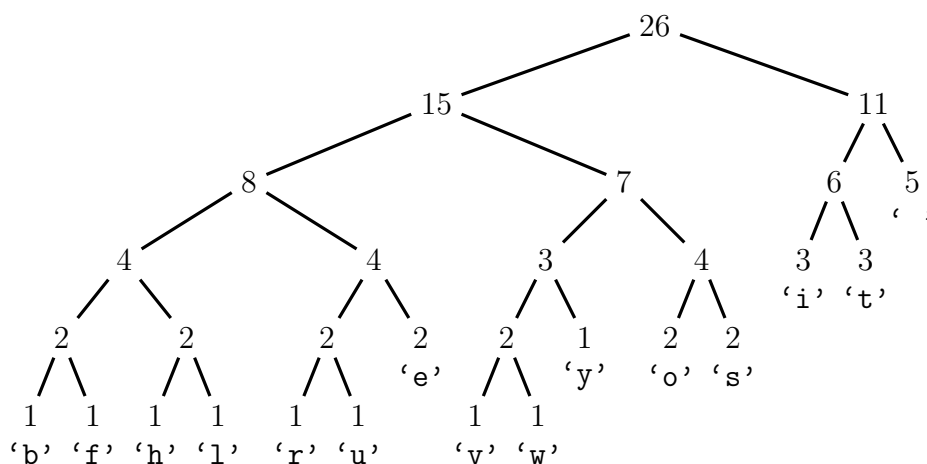 26
15 11
8 7 6 5
‘ ’
4 4 3 4 3 3
‘i’ ‘t’
2 2 2 2 2 1 2 2
‘e’ ‘y’ ‘o’ ‘s’
1 1 1 1 1 1 1 1
‘b’ ‘f’ ‘h’ ‘l’ ‘r’ ‘u’ ‘v’ ‘w’